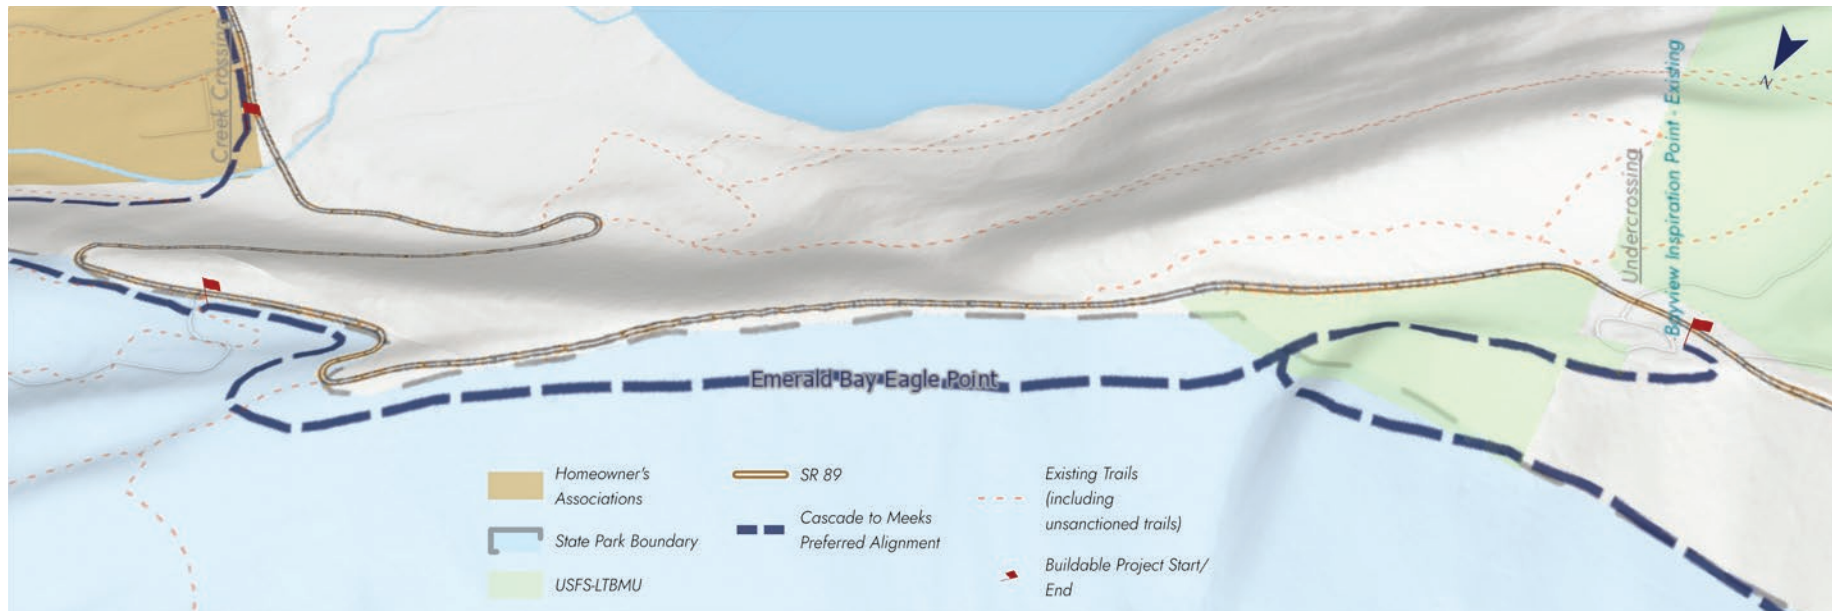 Creek Crossing
N
Bayview Inspiration Point - Existing
Undercrossing
Emerald Bay Eagle Point
Homeowner's
Associations
State Park Boundary
USFS-LTBMU
SR 89
Cascade to Meeks
Preferred Alignment
Existing Trails
(including
unsanctioned trails)
Buildable Project Start/
End